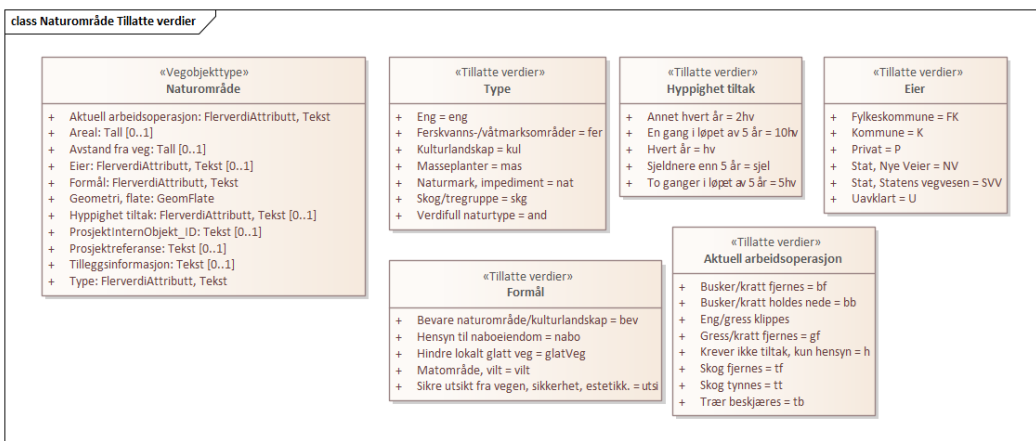 class Naturområde Tillatte verdier
«Vegobjekttype»
Naturområde
+ Aktuell arbeidsoperasjon: FlerverdiAttributt, Tekst
+ Areal: Tall [0..1]
+ Avstand fra veg: Tall [0..1]
+ Eier: FlerverdiAttributt, Tekst [0..1]
+ Formål: FlerverdiAttributt, Tekst
+ Geometri, flate: GeomFlate
+ Hyppighet tiltak: FlerverdiAttributt, Tekst [0..1]
+ ProsjektInternObjekt_ID: Tekst [0..1]
+ Prosjektreferanse: Tekst [0..1]
+ Tilleggsinformasjon: Tekst [0..1]
+ Type: FlerverdiAttributt, Tekst
«Tillatte verdier»
Type
+ Eng = eng
+ Ferskvanns-/våtmarksområder = fer
+ Kulturlandskap = kul
+ Masseplanter = mas
+ Naturmark, impediment = nat
+ Skog/tregruppe = skg
+ Verdifull naturtype = and
«Tillatte verdier»
Hyppighet tiltak
+ Annet hvert år = 2hv
+ En gang i løpet av 5 år = 10hv
+ Hvert år = hv
+ Sjeldnere enn 5 år = sjel
+ To ganger i løpet av 5 år = 5hv
«Tillatte verdier»
Eier
+ Fylkeskommune = FK
+ Kommune = K
+ Privat = P
+ Stat, Nye Veier = NV
+ Stat, Statens vegvesen = SVV
+ Uavklart = U
«Tillatte verdier»
Formål
+ Bevare naturområde/kulturlandskap = bev
+ Hensyn til naboeiendom = nabo
+ Hindre lokalt glatt veg = glatVeg
+ Matområde, vilt = vilt
+ Sikre utsikt fra vegen, sikkerhet, estetikk. = utsi
«Tillatte verdier»
Aktuell arbeidsoperasjon
+ Busker/kratt fjernes = bf
+ Busker/kratt holdes nede = bb
+ Eng/gress klippes
+ Gress/kratt fjernes = gf
+ Krever ikke tiltak, kun hensyn = h
+ Skog fjernes = tf
+ Skog tynnes = tt
+ Trær beskjæres = tb